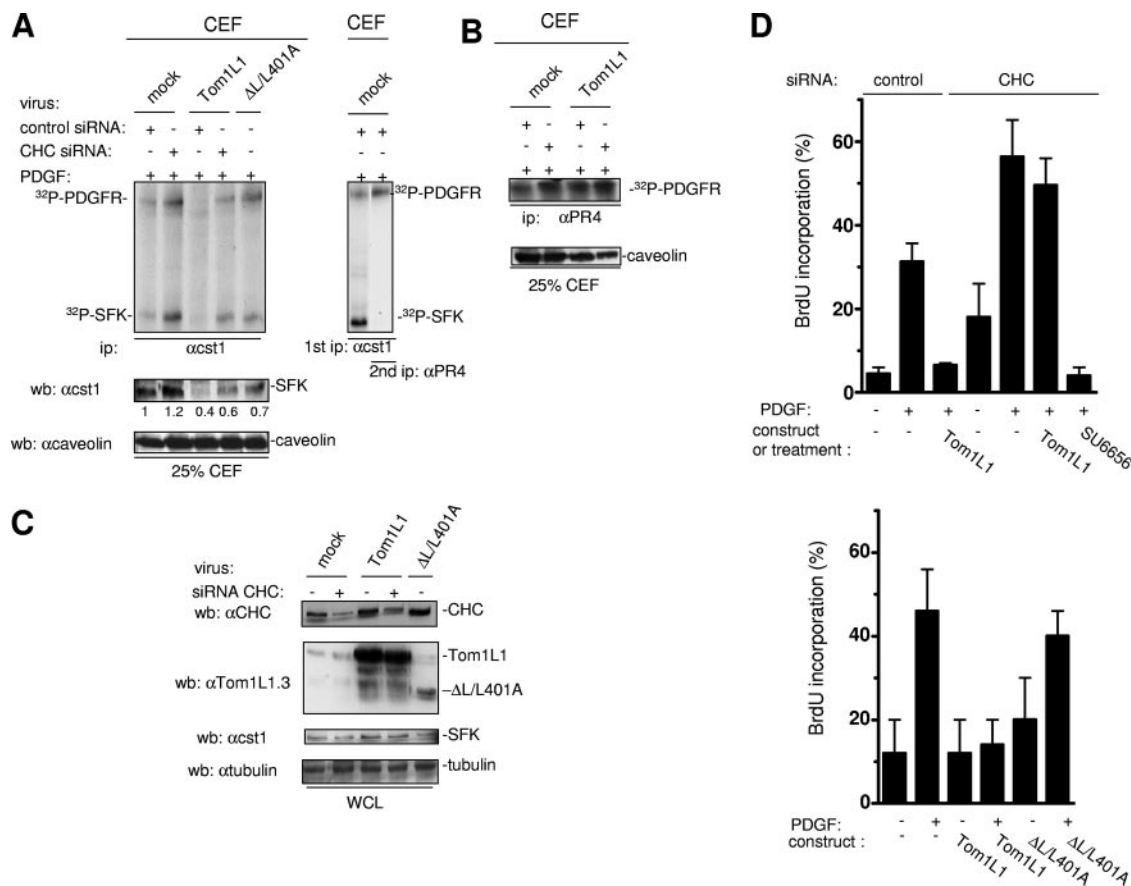 A
CEF
mock Tom1L1 ΔL/L401A
virus:
control siRNA: + - + - -
CHC siRNA: - + - + -
PDGF: + + + + +
³²P-PDGFR-
³²P-SFK-
ip: αcst1
wb: αcst1 -SFK
1 1.2 0.4 0.6 0.7
wb: αcaveolin -caveolin
25% CEF
CEF
mock
+ +
- -
+ +
-³²P-PDGFR
-³²P-SFK
1st ip: αcst1
2nd ip: αPR4
B
CEF
mock Tom1L1
+ - + -
- + - +
+ + + +
-³²P-PDGFR
ip: αPR4
-caveolin
25% CEF
C
mock Tom1L1 ΔL/L401A
virus:
siRNA CHC: - + - + -
wb: αCHC -CHC
-Tom1L1
wb: αTom1L1.3
-ΔL/L401A
wb: αcst1 -SFK
wb: αtubulin -tubulin
WCL
D
siRNA: control CHC
BrdU incorporation (%)
60
40
20
0
PDGF: - + + - + + +
construct
or treatment : - - Tom1L1 - - Tom1L1 SU6656
BrdU incorporation (%)
60
40
20
0
PDGF: - + - + - +
construct : - - Tom1L1 Tom1L1 ΔL/L401A ΔL/L401A